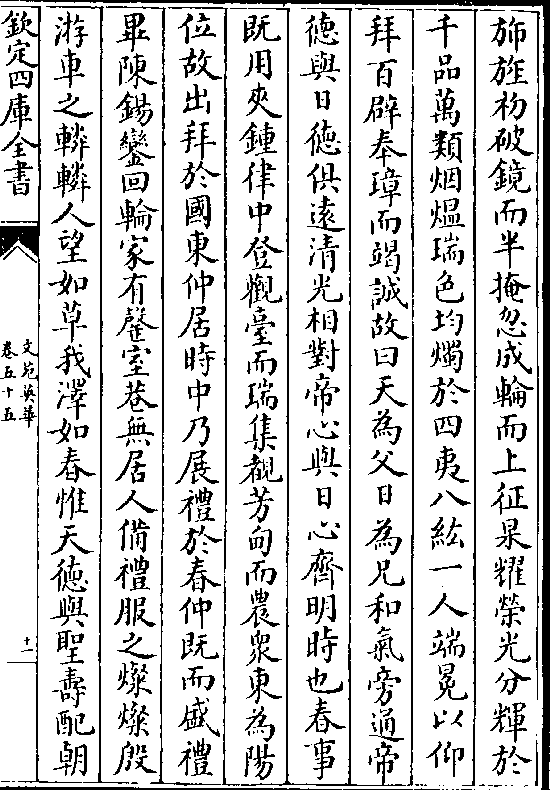 斾旌初破鏡而半掩忽成輪而上征杲耀榮光分輝於
千品萬類烟熅瑞色均燭於四夷八紘一人端冕以仰
拜百辟奉璋而竭誠故曰天為父日為兄和氣旁通帝
徳與日徳俱遠清光相對帝心與日心齊明時也春事
既用夾鍾律中登觀臺而瑞集覩芳甸而農衆東為陽
位故出拜於國東仲居時中乃展禮於春仲既而盛禮
畢陳錫鑾回輪家有罄室巷無居人備禮服之燦燦殷
游車之轔轔人望如草我澤如春惟天徳與聖壽配朝
欽定四庫全書
文苑英華
卷五十五
十一